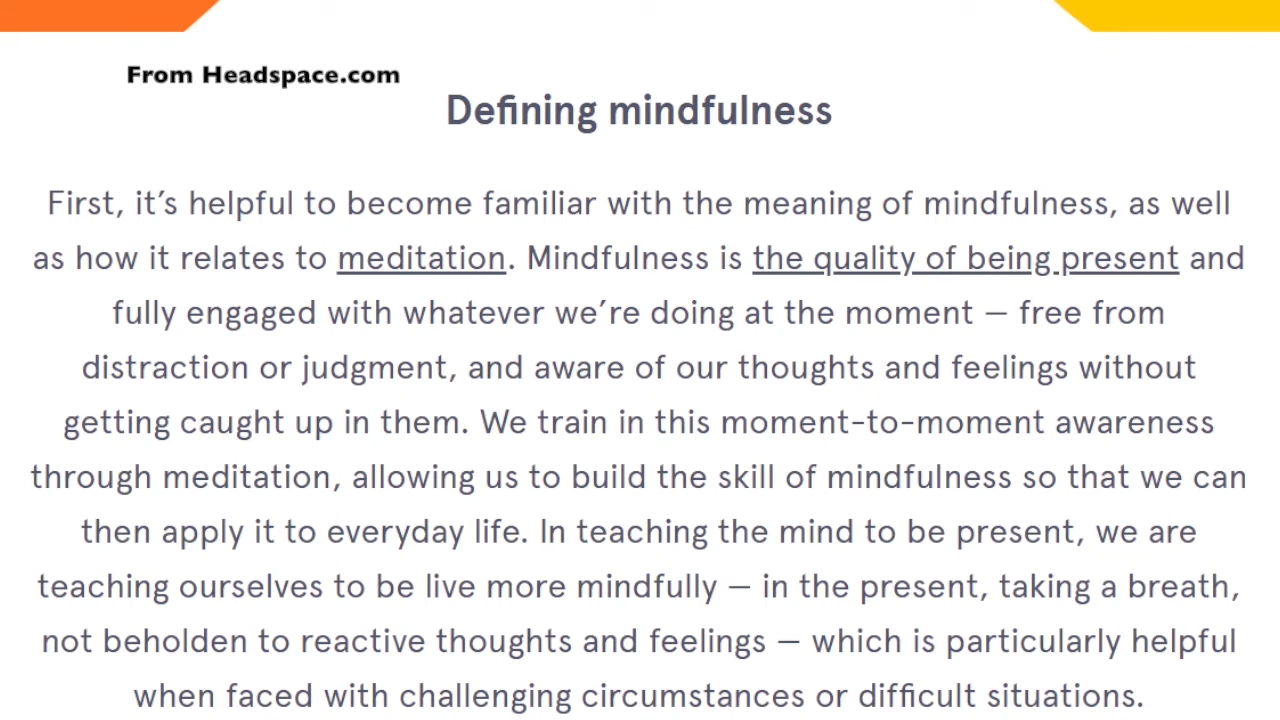 From Headspace.com
Defining mindfulness
First, it’s helpful to become familiar with the meaning of mindfulness, as well
as how it relates to meditation. Mindfulness is the quality of being present and
fully engaged with whatever we’re doing at the moment — free from
distraction or judgment, and aware of our thoughts and feelings without
getting caught up in them. We train in this moment-to-moment awareness
through meditation, allowing us to build the skill of mindfulness so that we can
then apply it to everyday life. In teaching the mind to be present, we are
teaching ourselves to be live more mindfully — in the present, taking a breath,
not beholden to reactive thoughts and feelings — which is particularly helpful
when faced with challenging circumstances or difficult situations.